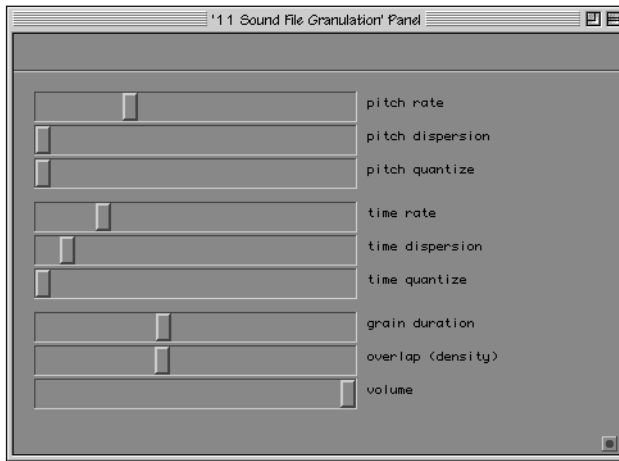 '11 Sound File Granulation' Panel
pitch rate
pitch dispersion
pitch quantize
time rate
time dispersion
time quantize
grain duration
overlap (density)
volume